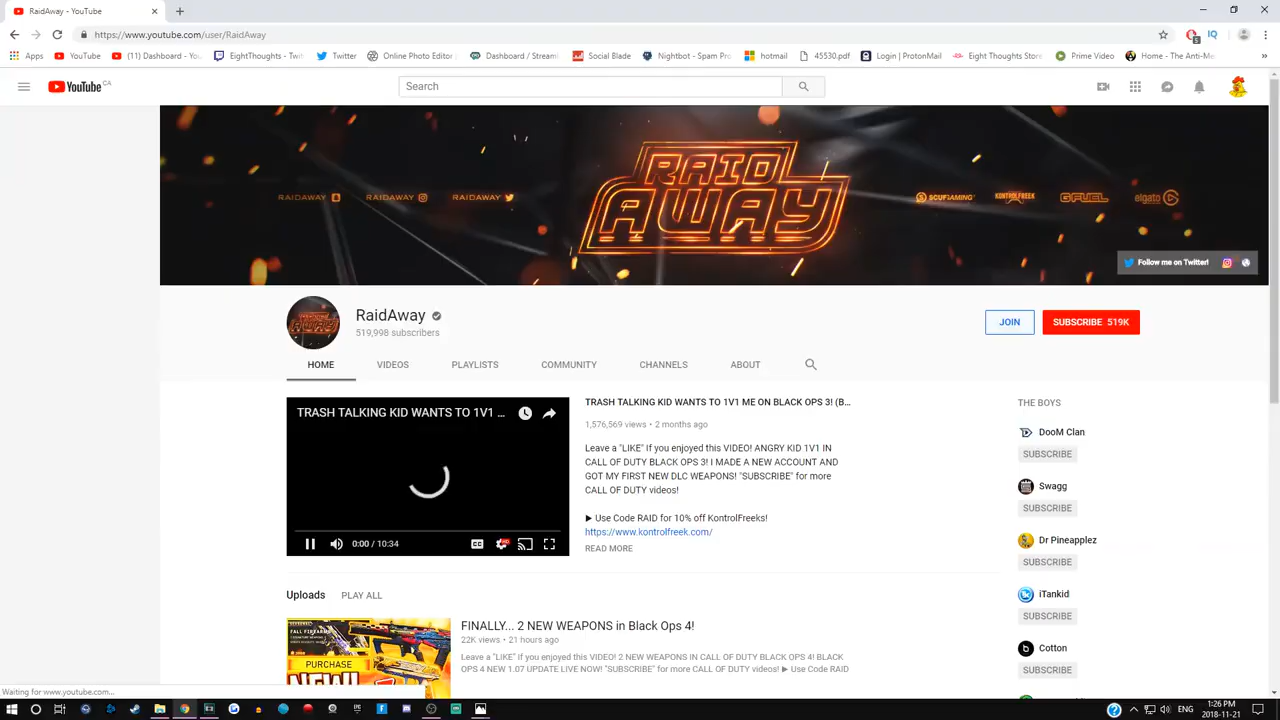 RaidAway - YouTube
https://www.youtube.com/user/RaidAway
Apps
YouTube
(11) Dashboard - You
EightThoughts - Twit
Twitter
Online Photo Editor
Dashboard / Streaml
Social Blade
Nightbot - Spam Pro
hotmail
45530.pdf
Login | ProtonMail
Eight Thoughts Store
Prime Video
Home - The Anti-Me
YouTube CA
Search
RAIDAWAY
RAIDAWAY
RAIDAWAY
RAID
AWAY
SCUFGAMING
KONTROLFREEK
GFUEL
elgato
Follow me on Twitter!
RaidAway
519,998 subscribers
JOIN
SUBSCRIBE 519K
HOME
VIDEOS
PLAYLISTS
COMMUNITY
CHANNELS
ABOUT
TRASH TALKING KID WANTS TO 1V1 ...
0:00 / 10:34
TRASH TALKING KID WANTS TO 1V1 ME ON BLACK OPS 3! (B...
1,576,569 views • 2 months ago
Leave a "LIKE" If you enjoyed this VIDEO! ANGRY KID 1V1 IN
CALL OF DUTY BLACK OPS 3! I MADE A NEW ACCOUNT AND
GOT MY FIRST NEW DLC WEAPONS! "SUBSCRIBE" for more
CALL OF DUTY videos!
► Use Code RAID for 10% off KontrolFreeks!
https://www.kontrolfreek.com/
READ MORE
THE BOYS
DooM Clan
SUBSCRIBE
Swagg
SUBSCRIBE
Dr Pineapplez
SUBSCRIBE
iTankid
SUBSCRIBE
Cotton
SUBSCRIBE
Uploads
PLAY ALL
FALL FIREARMS
PURCHASE
NEW!
FINALLY... 2 NEW WEAPONS in Black Ops 4!
22K views • 21 hours ago
Leave a "LIKE" if you enjoyed this VIDEO! 2 NEW WEAPONS IN CALL OF DUTY BLACK OPS 4! BLACK
OPS 4 NEW 1.07 UPDATE LIVE NOW! "SUBSCRIBE" for more CALL OF DUTY videos! ► Use Code RAID
Waiting for www.youtube.com...
ENG
1:26 PM
2018-11-21